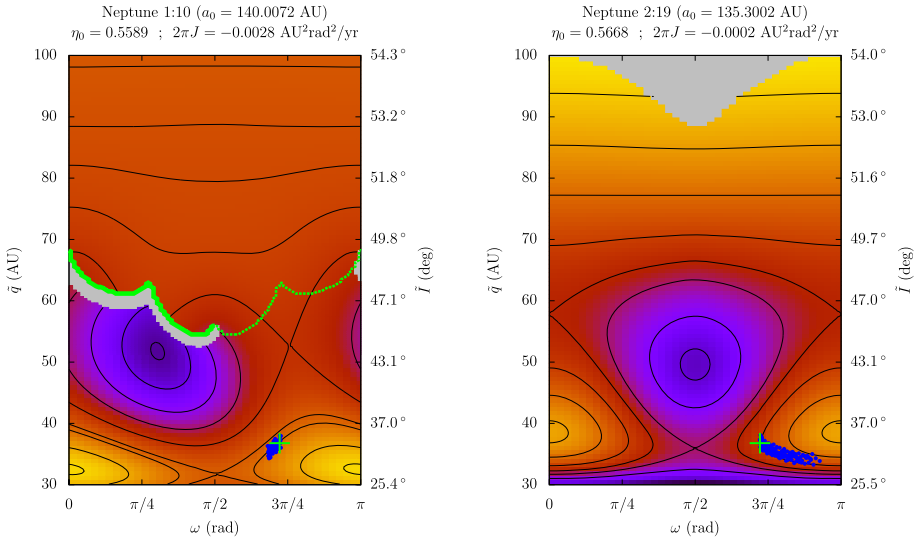 Neptune 1:10 (a₀ = 140.0072 AU)
η₀ = 0.5589 ; 2πJ = −0.0028 AU²rad²/yr
100
90
80
70
60
50
40
30
q̃ (AU)
54.3°
53.2°
51.8°
49.8°
47.1°
43.1°
37.0°
25.4°
Ĩ (deg)
0
π/4
π/2
3π/4
π
ω (rad)
Neptune 2:19 (a₀ = 135.3002 AU)
η₀ = 0.5668 ; 2πJ = −0.0002 AU²rad²/yr
100
90
80
70
60
50
40
30
q̃ (AU)
54.0°
53.0°
51.6°
49.7°
47.0°
43.1°
37.0°
25.5°
Ĩ (deg)
0
π/4
π/2
3π/4
π
ω (rad)